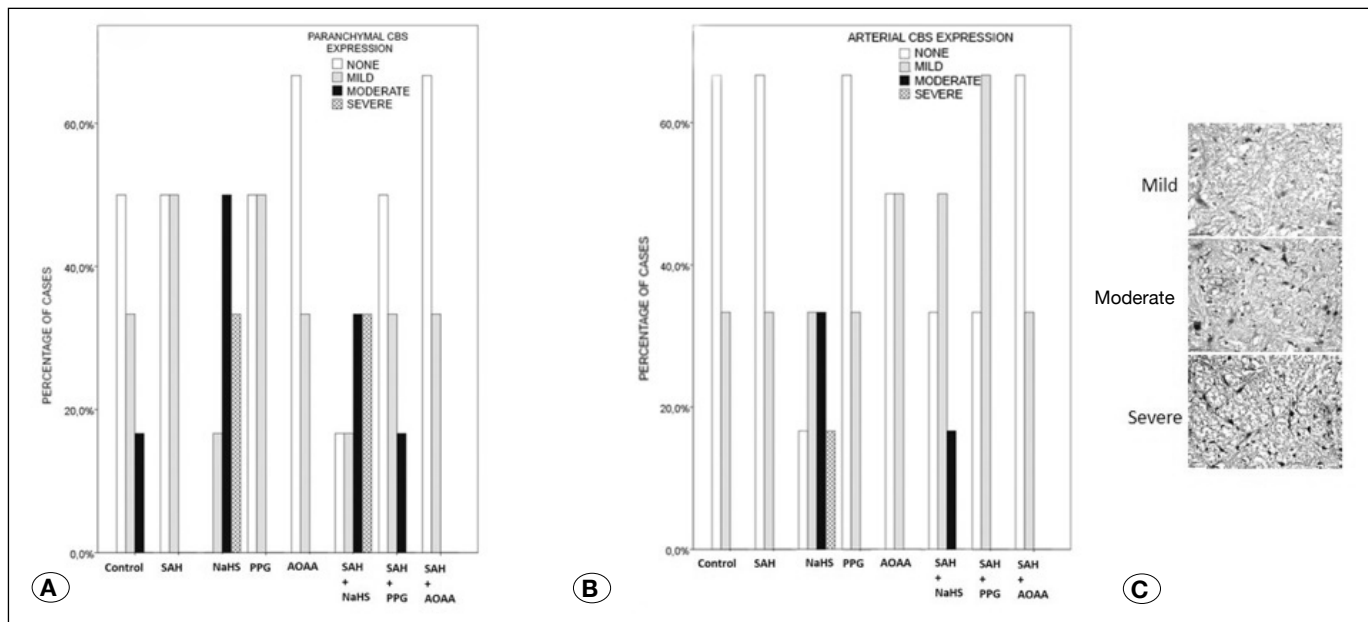 PARANCHYMAL CBS
EXPRESSION
NONE
MILD
MODERATE
SEVERE
PERCENTAGE OF CASES
60,0%
40,0%
20,0%
0,0%
Control
SAH
NaHS
PPG
AOAA
SAH
+
NaHS
SAH
+
PPG
SAH
+
AOAA
A
ARTERIAL CBS EXPRESSION
NONE
MILD
MODERATE
SEVERE
PERCENTAGE OF CASES
60,0%
40,0%
20,0%
0,0%
Control
SAH
NaHS
PPG
AOAA
SAH
+
NaHS
SAH
+
PPG
SAH
+
AOAA
B
Mild
Moderate
Severe
C